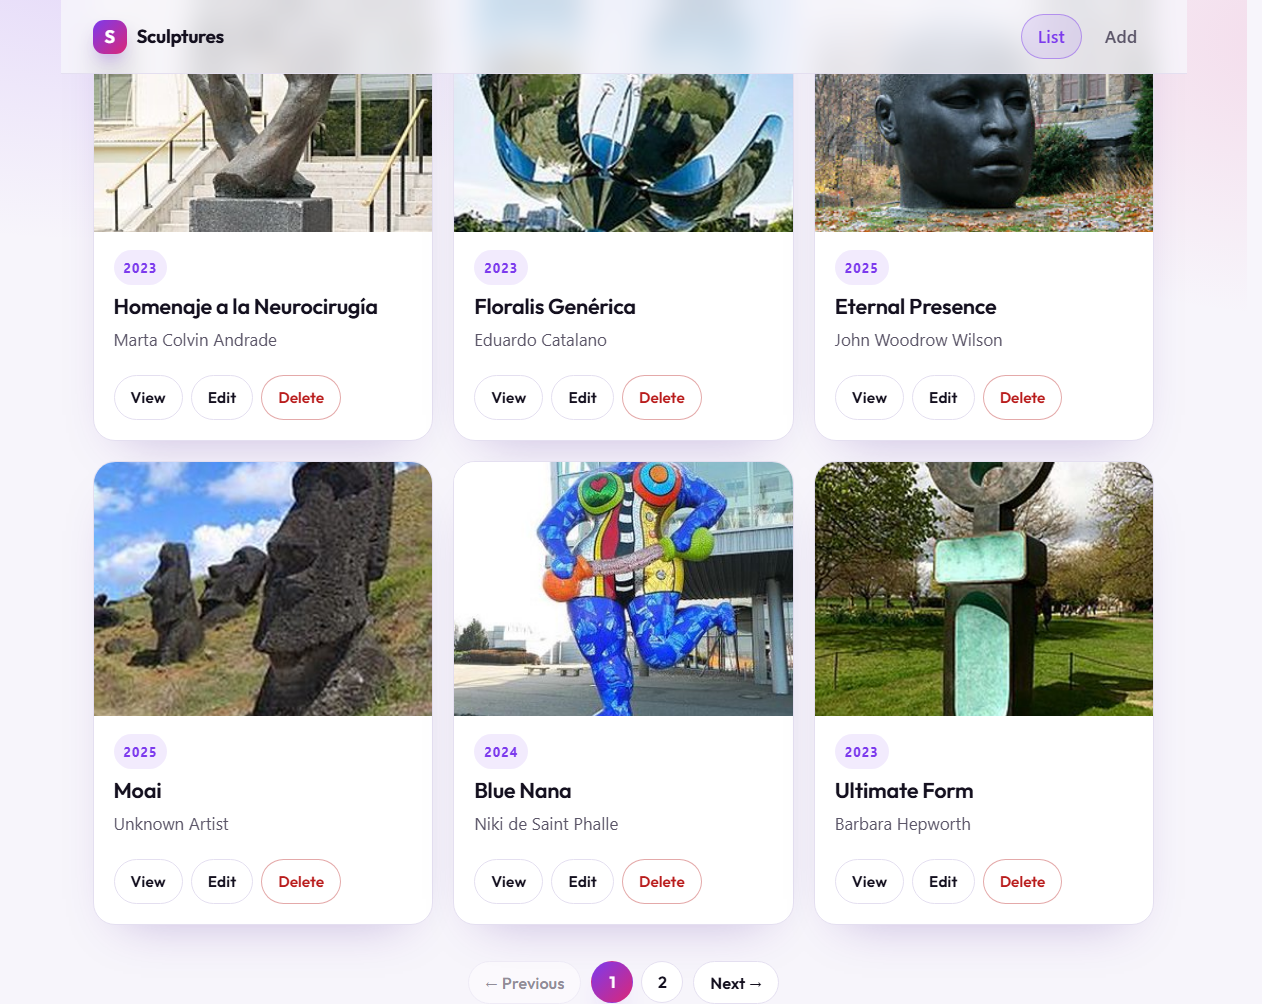 S Sculptures List Add
2023 2023 2025
Homenaje a la Neurocirugía Floralis Genérica Eternal Presence
Marta Colvin Andrade Eduardo Catalano John Woodrow Wilson
View Edit Delete View Edit Delete View Edit Delete
2025 2024 2023
Moai Blue Nana Ultimate Form
Unknown Artist Niki de Saint Phalle Barbara Hepworth
View Edit Delete View Edit Delete View Edit Delete
← Previous 1 2 Next →